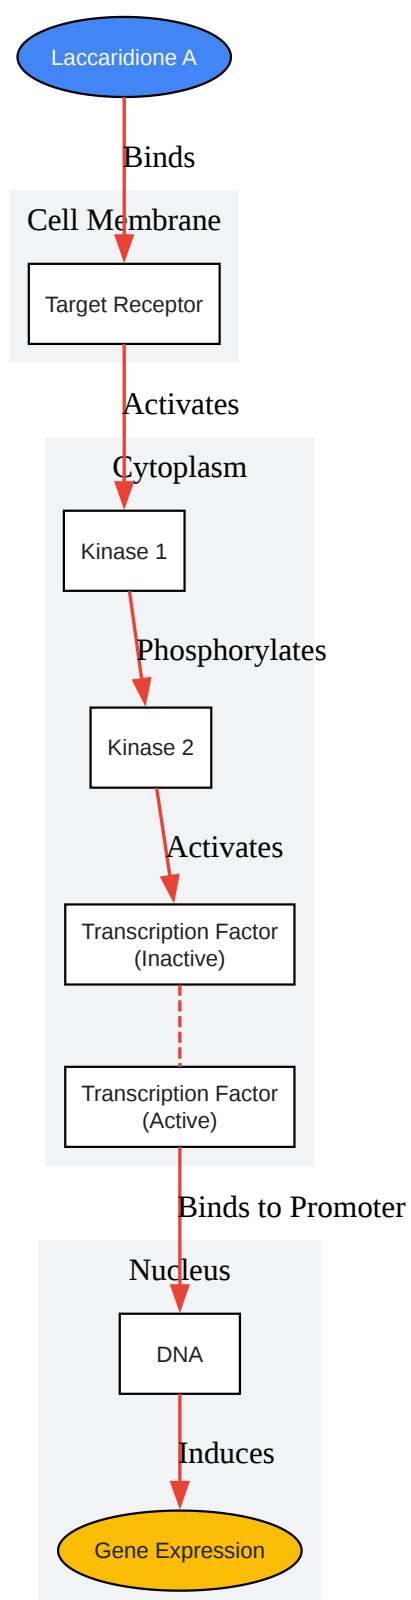 Laccaridione A
Binds
Cell Membrane
Target Receptor
Activates
Cytoplasm
Kinase 1
Phosphorylates
Kinase 2
Activates
Transcription Factor
(Inactive)
Transcription Factor
(Active)
Binds to Promoter
Nucleus
DNA
Induces
Gene Expression